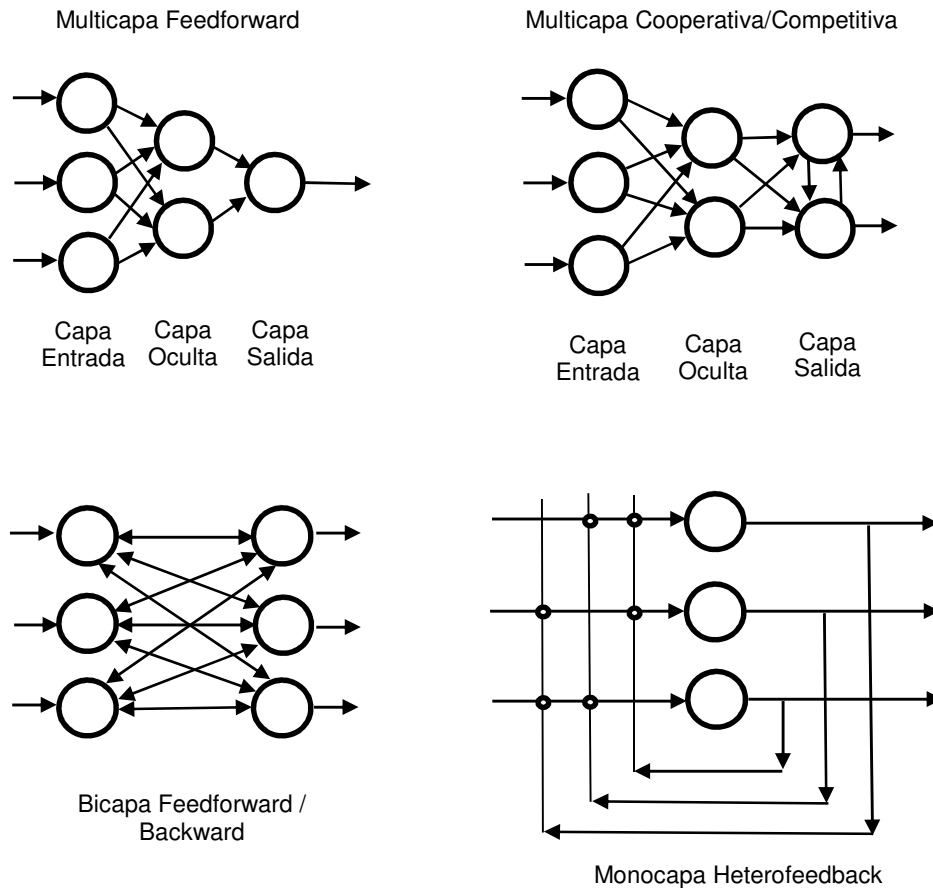 Multicapa Feedforward
Multicapa Cooperativa/Competitiva
Capa
Entrada
Capa
Oculta
Capa
Salida
Capa
Entrada
Capa
Oculta
Capa
Salida
Bicapa Feedforward /
Backward
Monocapa Heterofeedback